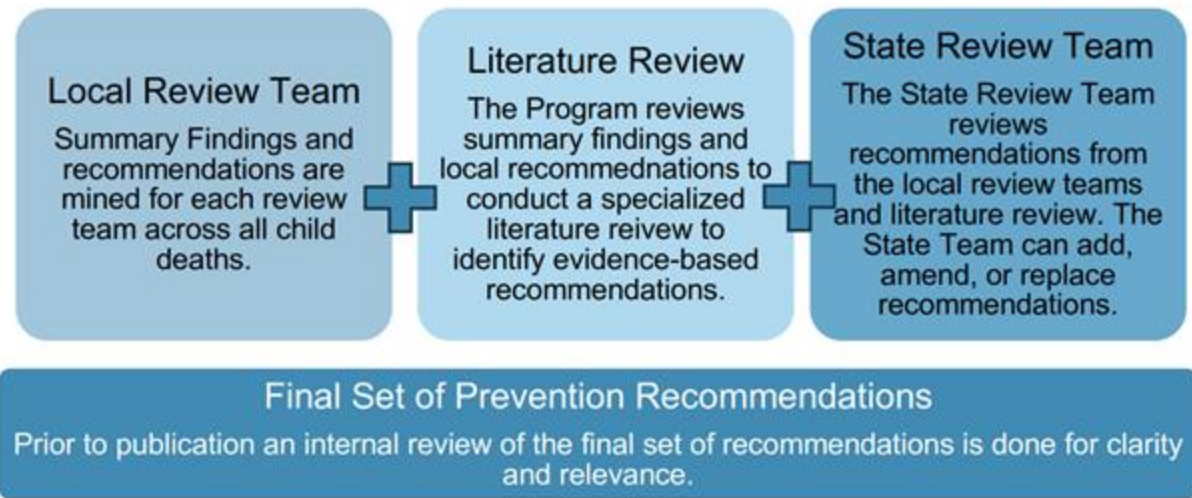 Local Review Team
Summary Findings and
recommendations are
mined for each review
team across all child
deaths.
Literature Review
The Program reviews
summary findings and
local recommednations to
conduct a specialized
literature reivew to
identify evidence-based
recommendations.
State Review Team
The State Review Team
reviews
recommendations from
the local review teams
and literature review. The
State Team can add,
amend, or replace
recommendations.
Final Set of Prevention Recommendations
Prior to publication an internal review of the final set of recommendations is done for clarity
and relevance.